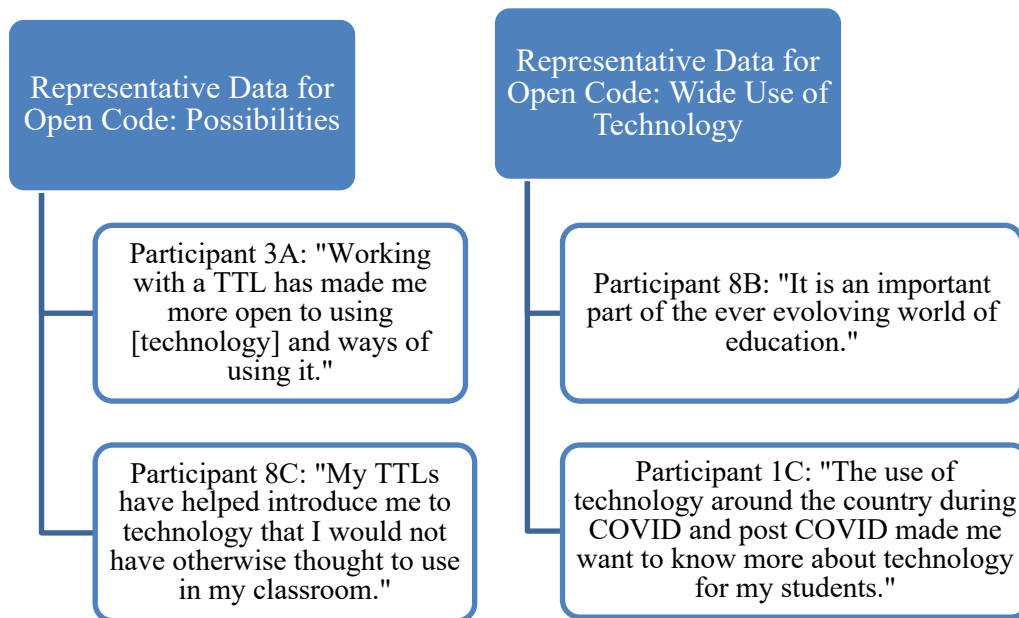 Representative Data for
Open Code: Possibilities
Participant 3A: "Working
with a TTL has made me
more open to using
[technology] and ways of
using it."
Participant 8C: "My TTLs
have helped introduce me to
technology that I would not
have otherwise thought to use
in my classroom."
Representative Data for
Open Code: Wide Use of
Technology
Participant 8B: "It is an important
part of the ever evoloving world of
education."
Participant 1C: "The use of
technology around the country during
COVID and post COVID made me
want to know more about technology
for my students."